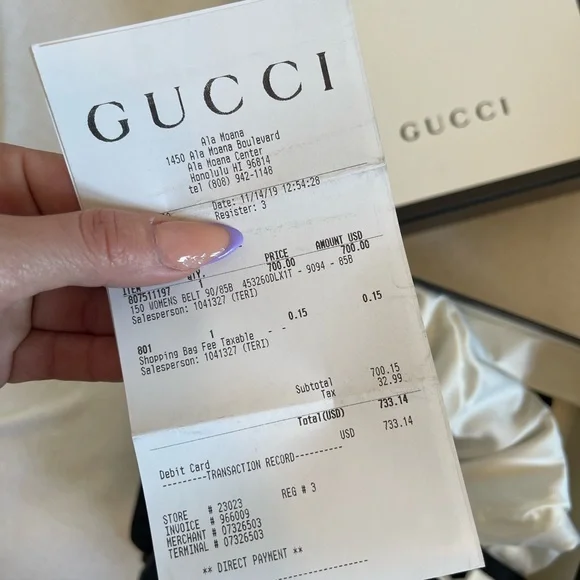 GUCCI
Ala Moana
1450 Ala Moana Boulevard
Ala Moana Center
Honolulu HI 96814
tel (808) 942-1148
Date: 11/14/19 12:54:28
Register: 3
ITEM QTY. PRICE AMOUNT USD
807511197 1 700.00 700.00
150 WOMENS BELT 90/85B 453260DLX1T - 9094 - 85B
Salesperson: 1041327 (TERI)
801 1 0.15 0.15
Shopping Bag Fee Taxable - -
Salesperson: 1041327 (TERI)
Subtotal 700.15
Tax 32.99
Total(USD) 733.14
USD 733.14
Debit Card
--------TRANSACTION RECORD----------
REG # 3
STORE # 23023
INVOICE # 966009
MERCHANT # 07326503
TERMINAL # 07326503
** DIRECT PAYMENT **
GUCCI